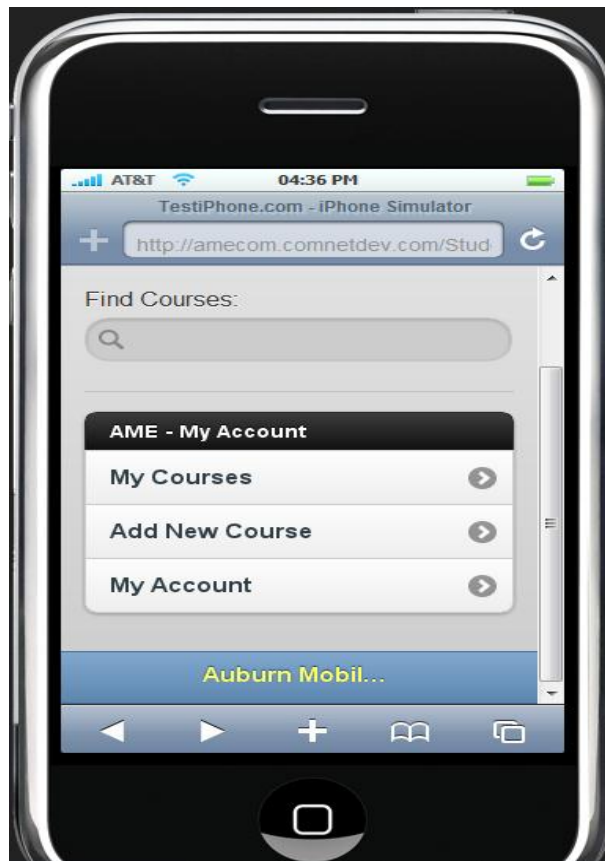 AT&T 04:36 PM
TestiPhone.com - iPhone Simulator
http://amecom.comnetdev.com/Stud
Find Courses:
AME - My Account
My Courses
Add New Course
My Account
Auburn Mobil...